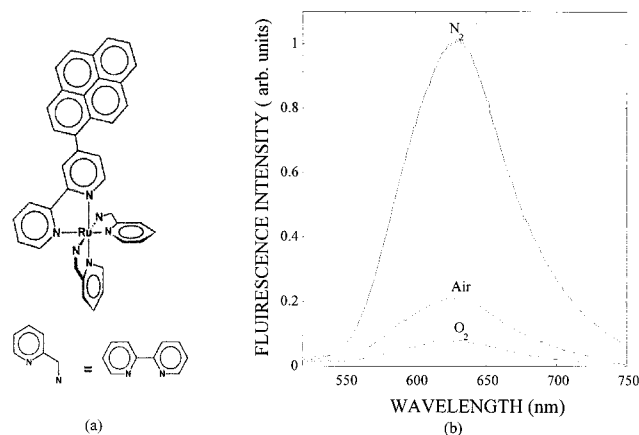 N
N
N
Ru
N
N
N
N
N
=
N
N
(a)
FLUIRESCENCE INTENSITY ( arb. units)
1
0.8
0.6
0.4
0.2
0
N2
Air
O2
550
600
650
700
750
WAVELENGTH (nm)
(b)